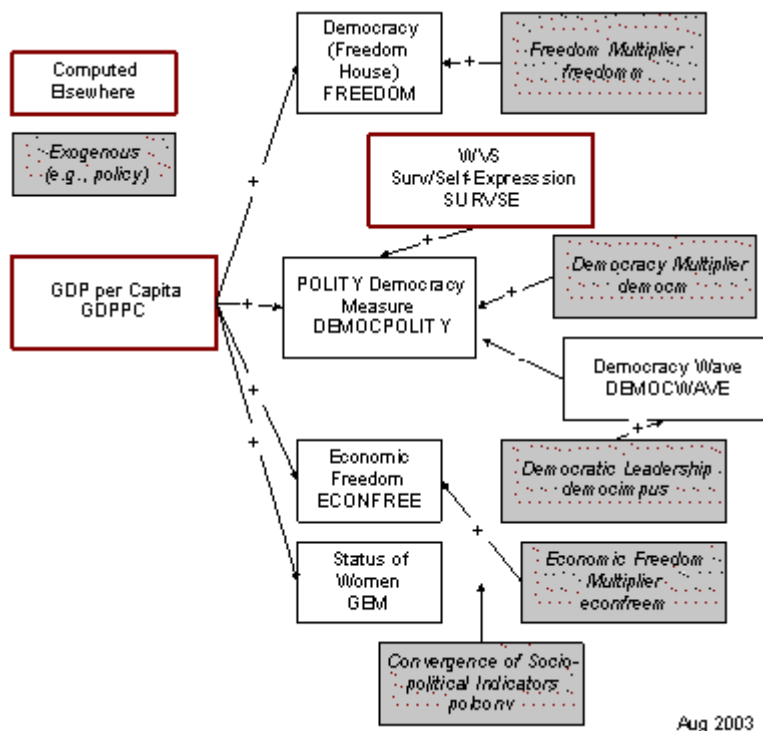 Computed
Elsewhere
Exogenous
(e.g., policy)
Democracy
(Freedom
House)
FREEDOM
Freedom Multiplier
freedomm
WVS
Surv/Self-Expresssion
SURVSE
GDP per Capita
GDPPC
POLITY Democracy
Measure
DEMOCPOLITY
Democracy Multiplier
democm
Democracy Wave
DEMOCWAVE
Democratic Leadership
democimpus
Economic
Freedom
ECONFREE
Economic Freedom
Multiplier
econfreem
Status of
Women
GEM
Convergence of Socio-
political Indicators
polconv
+
+
+
+
+
+
+
+
+
Aug 2003